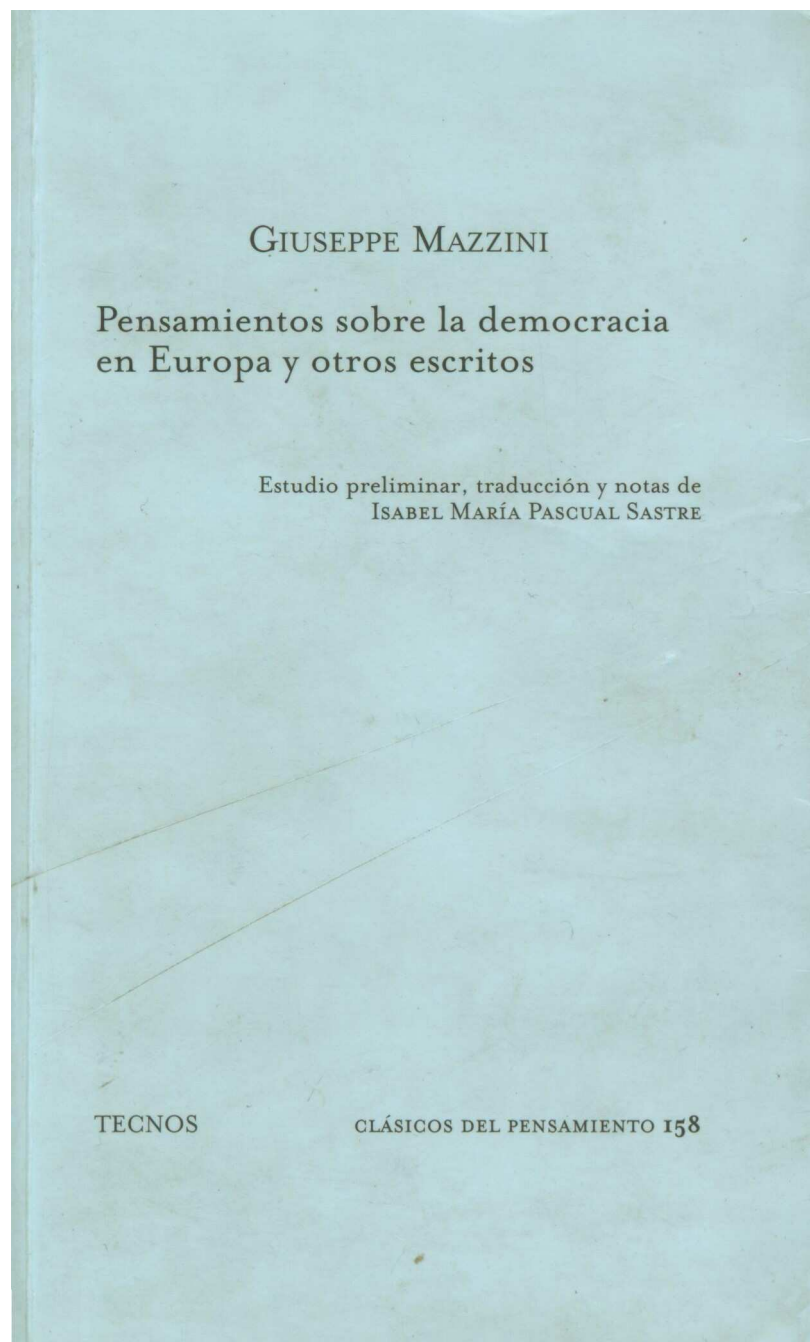 GIUSEPPE MAZZINI
Pensamientos sobre la democracia
en Europa y otros escritos
Estudio preliminar, traducción y notas de
ISABEL MARÍA PASCUAL SASTRE
TECNOS
CLÁSICOS DEL PENSAMIENTO 158